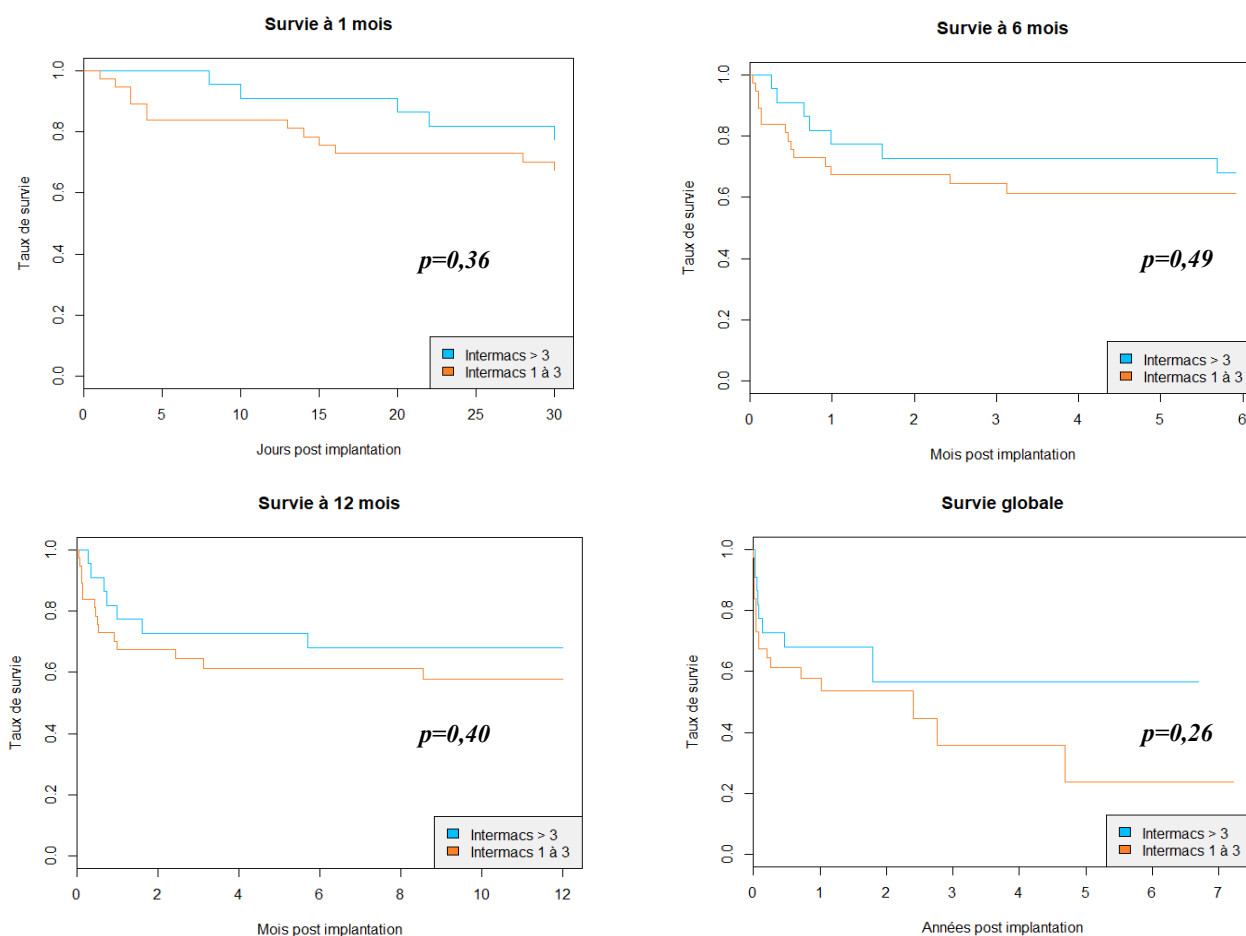 Survie à 1 mois
Taux de survie
1.0
0.8
0.6
0.4
0.2
0.0
p=0,36
Intermacs > 3
Intermacs 1 à 3
0 5 10 15 20 25 30
Jours post implantation
Survie à 6 mois
Taux de survie
1.0
0.8
0.6
0.4
0.2
0.0
p=0,49
Intermacs > 3
Intermacs 1 à 3
0 1 2 3 4 5 6
Mois post implantation
Survie à 12 mois
Taux de survie
1.0
0.8
0.6
0.4
0.2
0.0
p=0,40
Intermacs > 3
Intermacs 1 à 3
0 2 4 6 8 10 12
Mois post implantation
Survie globale
Taux de survie
1.0
0.8
0.6
0.4
0.2
0.0
p=0,26
Intermacs > 3
Intermacs 1 à 3
0 1 2 3 4 5 6 7
Années post implantation